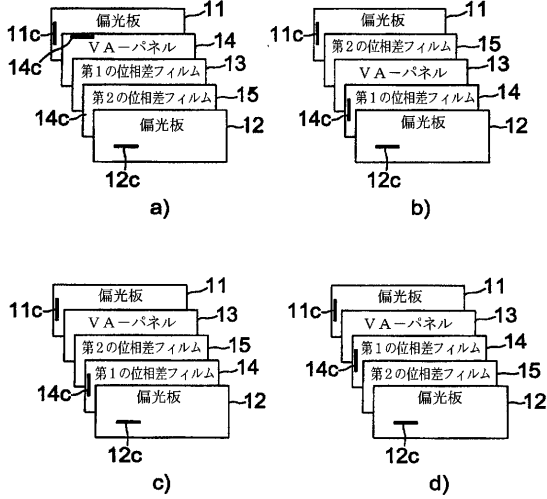 偏光板 11
11c
VA－パネル 14
14c
第1の位相差フィルム 13
第2の位相差フィルム 15
14c
偏光板 12
12c
a)
偏光板 11
11c
第2の位相差フィルム 15
VA－パネル 13
第1の位相差フィルム 14
14c
偏光板 12
12c
b)
偏光板 11
11c
VA－パネル 13
第2の位相差フィルム 15
第1の位相差フィルム 14
14c
偏光板 12
12c
c)
偏光板 11
11c
VA－パネル 13
第1の位相差フィルム 14
14c
第2の位相差フィルム 15
偏光板 12
12c
d)